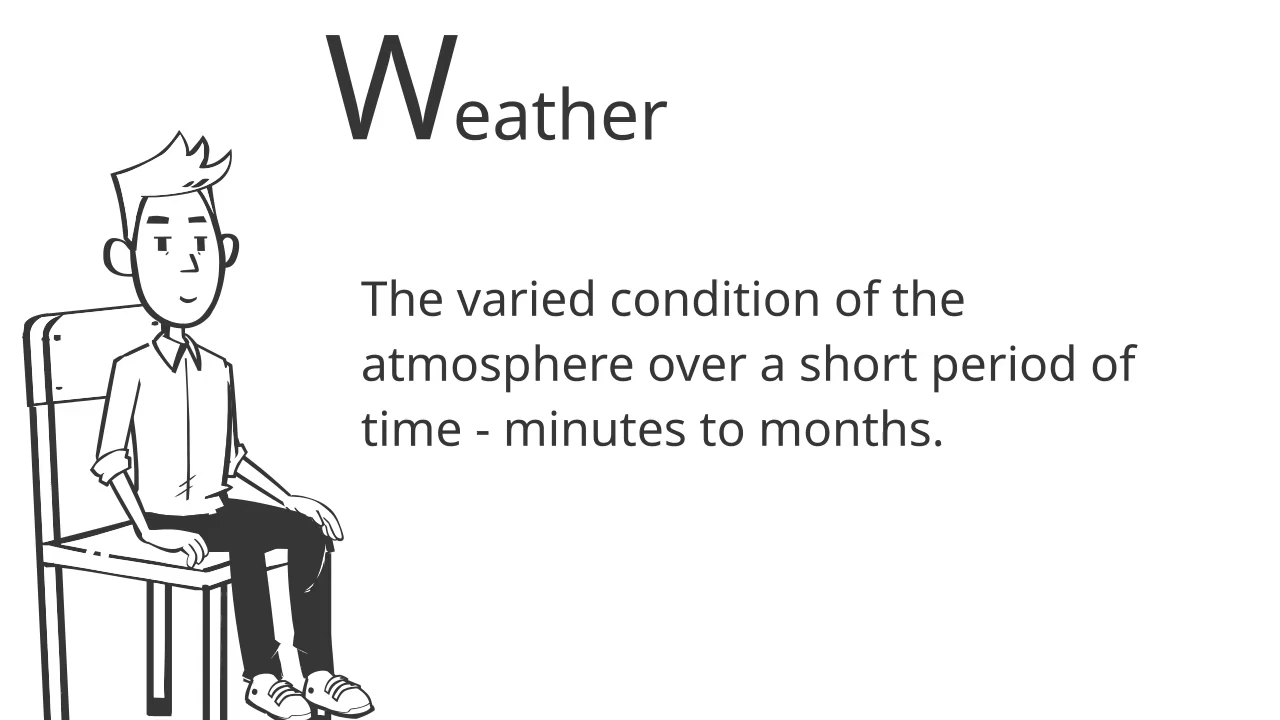 Weather
The varied condition of the
atmosphere over a short period of
time - minutes to months.